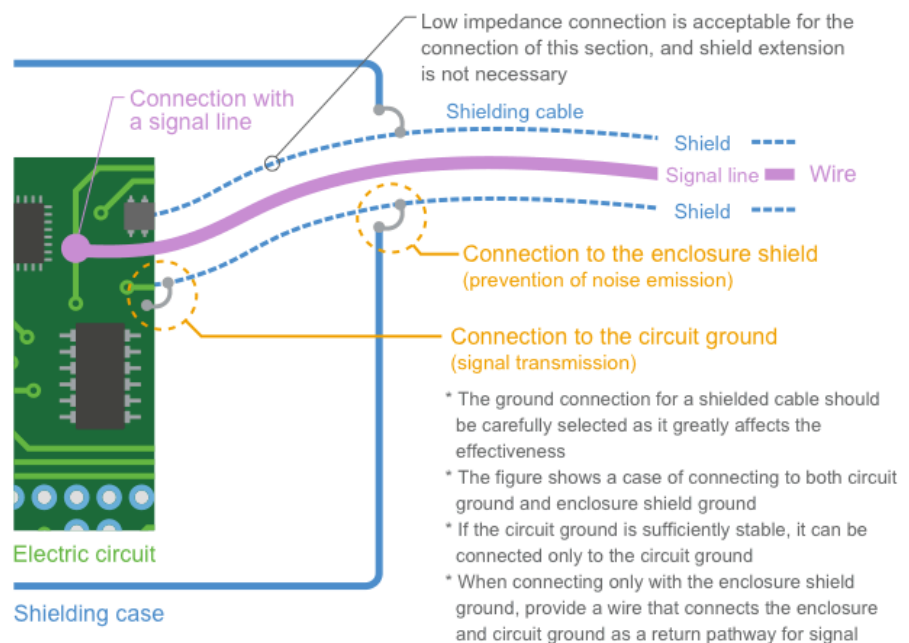 Low impedance connection is acceptable for the
connection of this section, and shield extension
is not necessary
Connection with
a signal line
Shielding cable
Shield
Signal line
Wire
Shield
Connection to the enclosure shield
(prevention of noise emission)
Connection to the circuit ground
(signal transmission)
* The ground connection for a shielded cable should
be carefully selected as it greatly affects the
effectiveness
* The figure shows a case of connecting to both circuit
ground and enclosure shield ground
* If the circuit ground is sufficiently stable, it can be
connected only to the circuit ground
* When connecting only with the enclosure shield
ground, provide a wire that connects the enclosure
and circuit ground as a return pathway for signal
Electric circuit
Shielding case